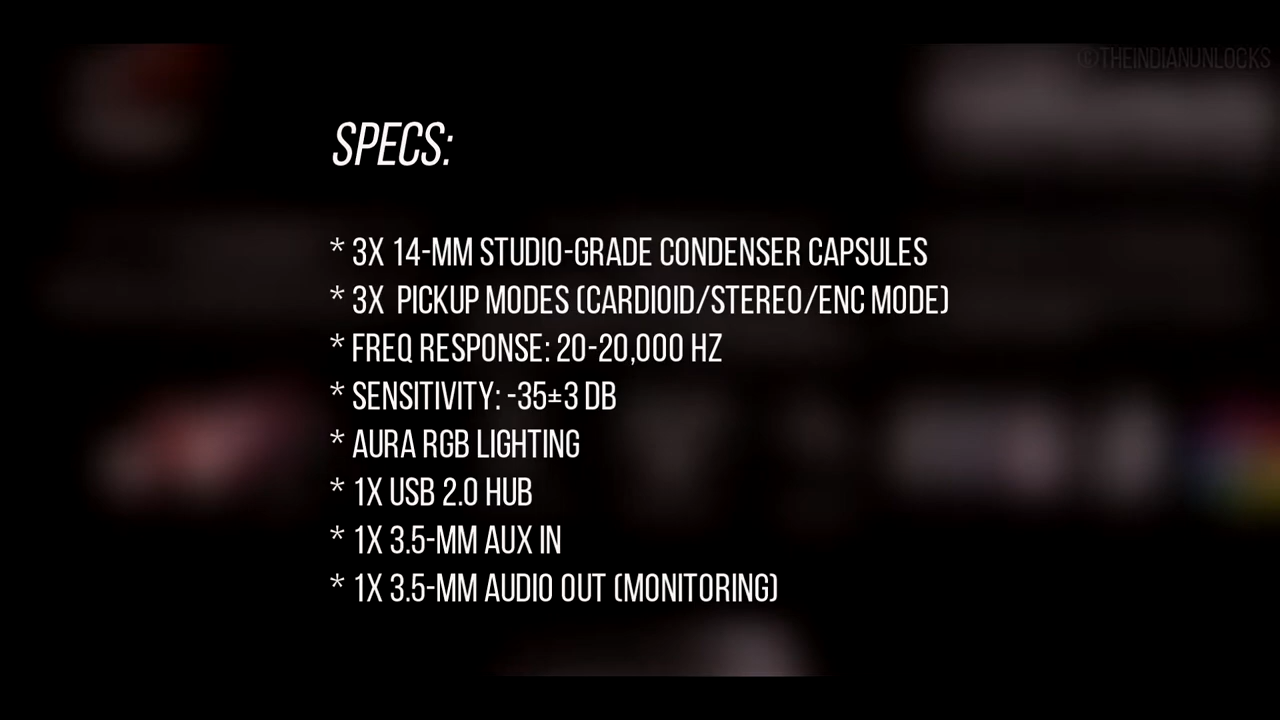 ©THEINDIANUNLOCKS
SPECS:
* 3X 14-MM STUDIO-GRADE CONDENSER CAPSULES
* 3X PICKUP MODES (CARDIOID/STEREO/ENC MODE)
* FREQ RESPONSE: 20-20,000 HZ
* SENSITIVITY: -35±3 DB
* AURA RGB LIGHTING
* 1X USB 2.0 HUB
* 1X 3.5-MM AUX IN
* 1X 3.5-MM AUDIO OUT (MONITORING)